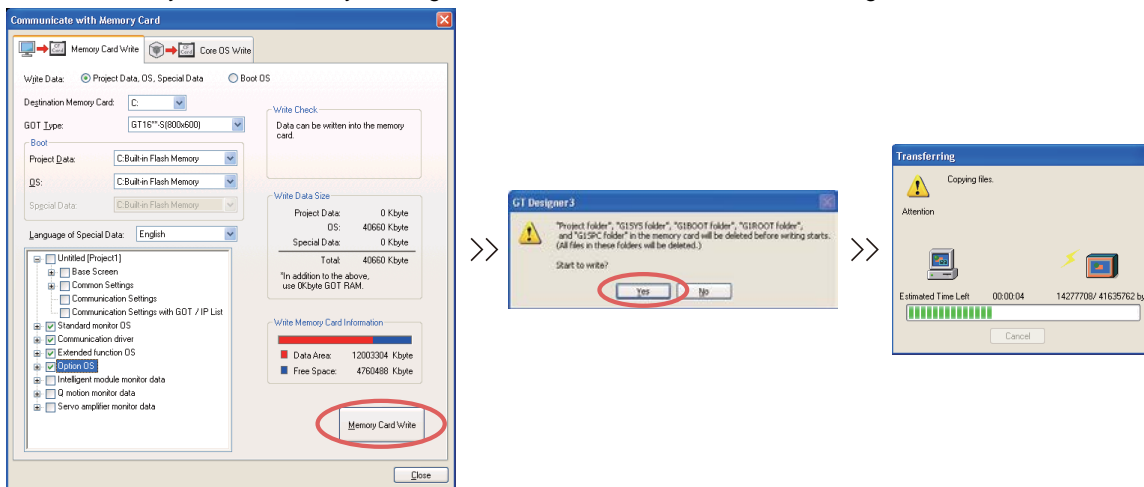 Communicate with Memory Card
Memory Card Write
Core OS Write
Write Data: Project Data, OS, Special Data Boot OS
Destination Memory Card: C:
GOT Type: GT16**-S(800x600)
Boot
Project Data: C:Built-in Flash Memory
OS: C:Built-in Flash Memory
Special Data: C:Built-in Flash Memory
Language of Special Data: English
Untitled [Project1]
Base Screen
Common Settings
Communication Settings
Communication Settings with GOT / IP List
Standard monitor OS
Communication driver
Extended function OS
Option OS
Intelligent module monitor data
Q motion monitor data
Servo amplifier monitor data
Write Check
Data can be written into the memory
card.
Write Data Size
Project Data: 0 Kbyte
OS: 40660 Kbyte
Special Data: 0 Kbyte
Total: 40660 Kbyte
*In addition to the above,
use 0Kbyte GOT RAM.
Write Memory Card Information
Data Area: 12003304 Kbyte
Free Space: 4760488 Kbyte
Memory Card Write
Close
>>
GT Designer3
"Project folder", "G1SYS folder", "G1BOOT folder", "G1ROOT folder",
and "G1SPC folder" in the memory card will be deleted before writing starts.
(All files in these folders will be deleted.)
Start to write?
Yes No
>>
Transferring
Copying files.
Attention
Estimated Time Left 00:00:04 14277708/ 41635762 by
Cancel